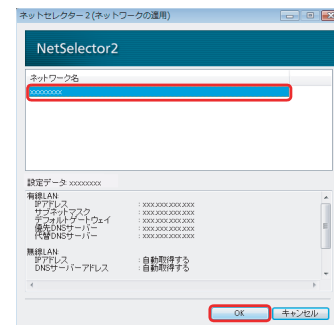 ネットセレクター2(ネットワークの運用)
NetSelector2
ネットワーク名
xxxxxxxx
設定データ: xxxxxxxx
有線LAN:
IPアドレス : xxx.xxx.xxx.xxx
サブネットマスク : xxx.xxx.xxx.xxx
デフォルトゲートウェイ : xxx.xxx.xxx.xxx
優先DNSサーバー : xxx.xxx.xxx.xxx
代替DNSサーバー : xxx.xxx.xxx.xxx
無線LAN:
IPアドレス : 自動取得する
DNSサーバーアドレス : 自動取得する
OK キャンセル